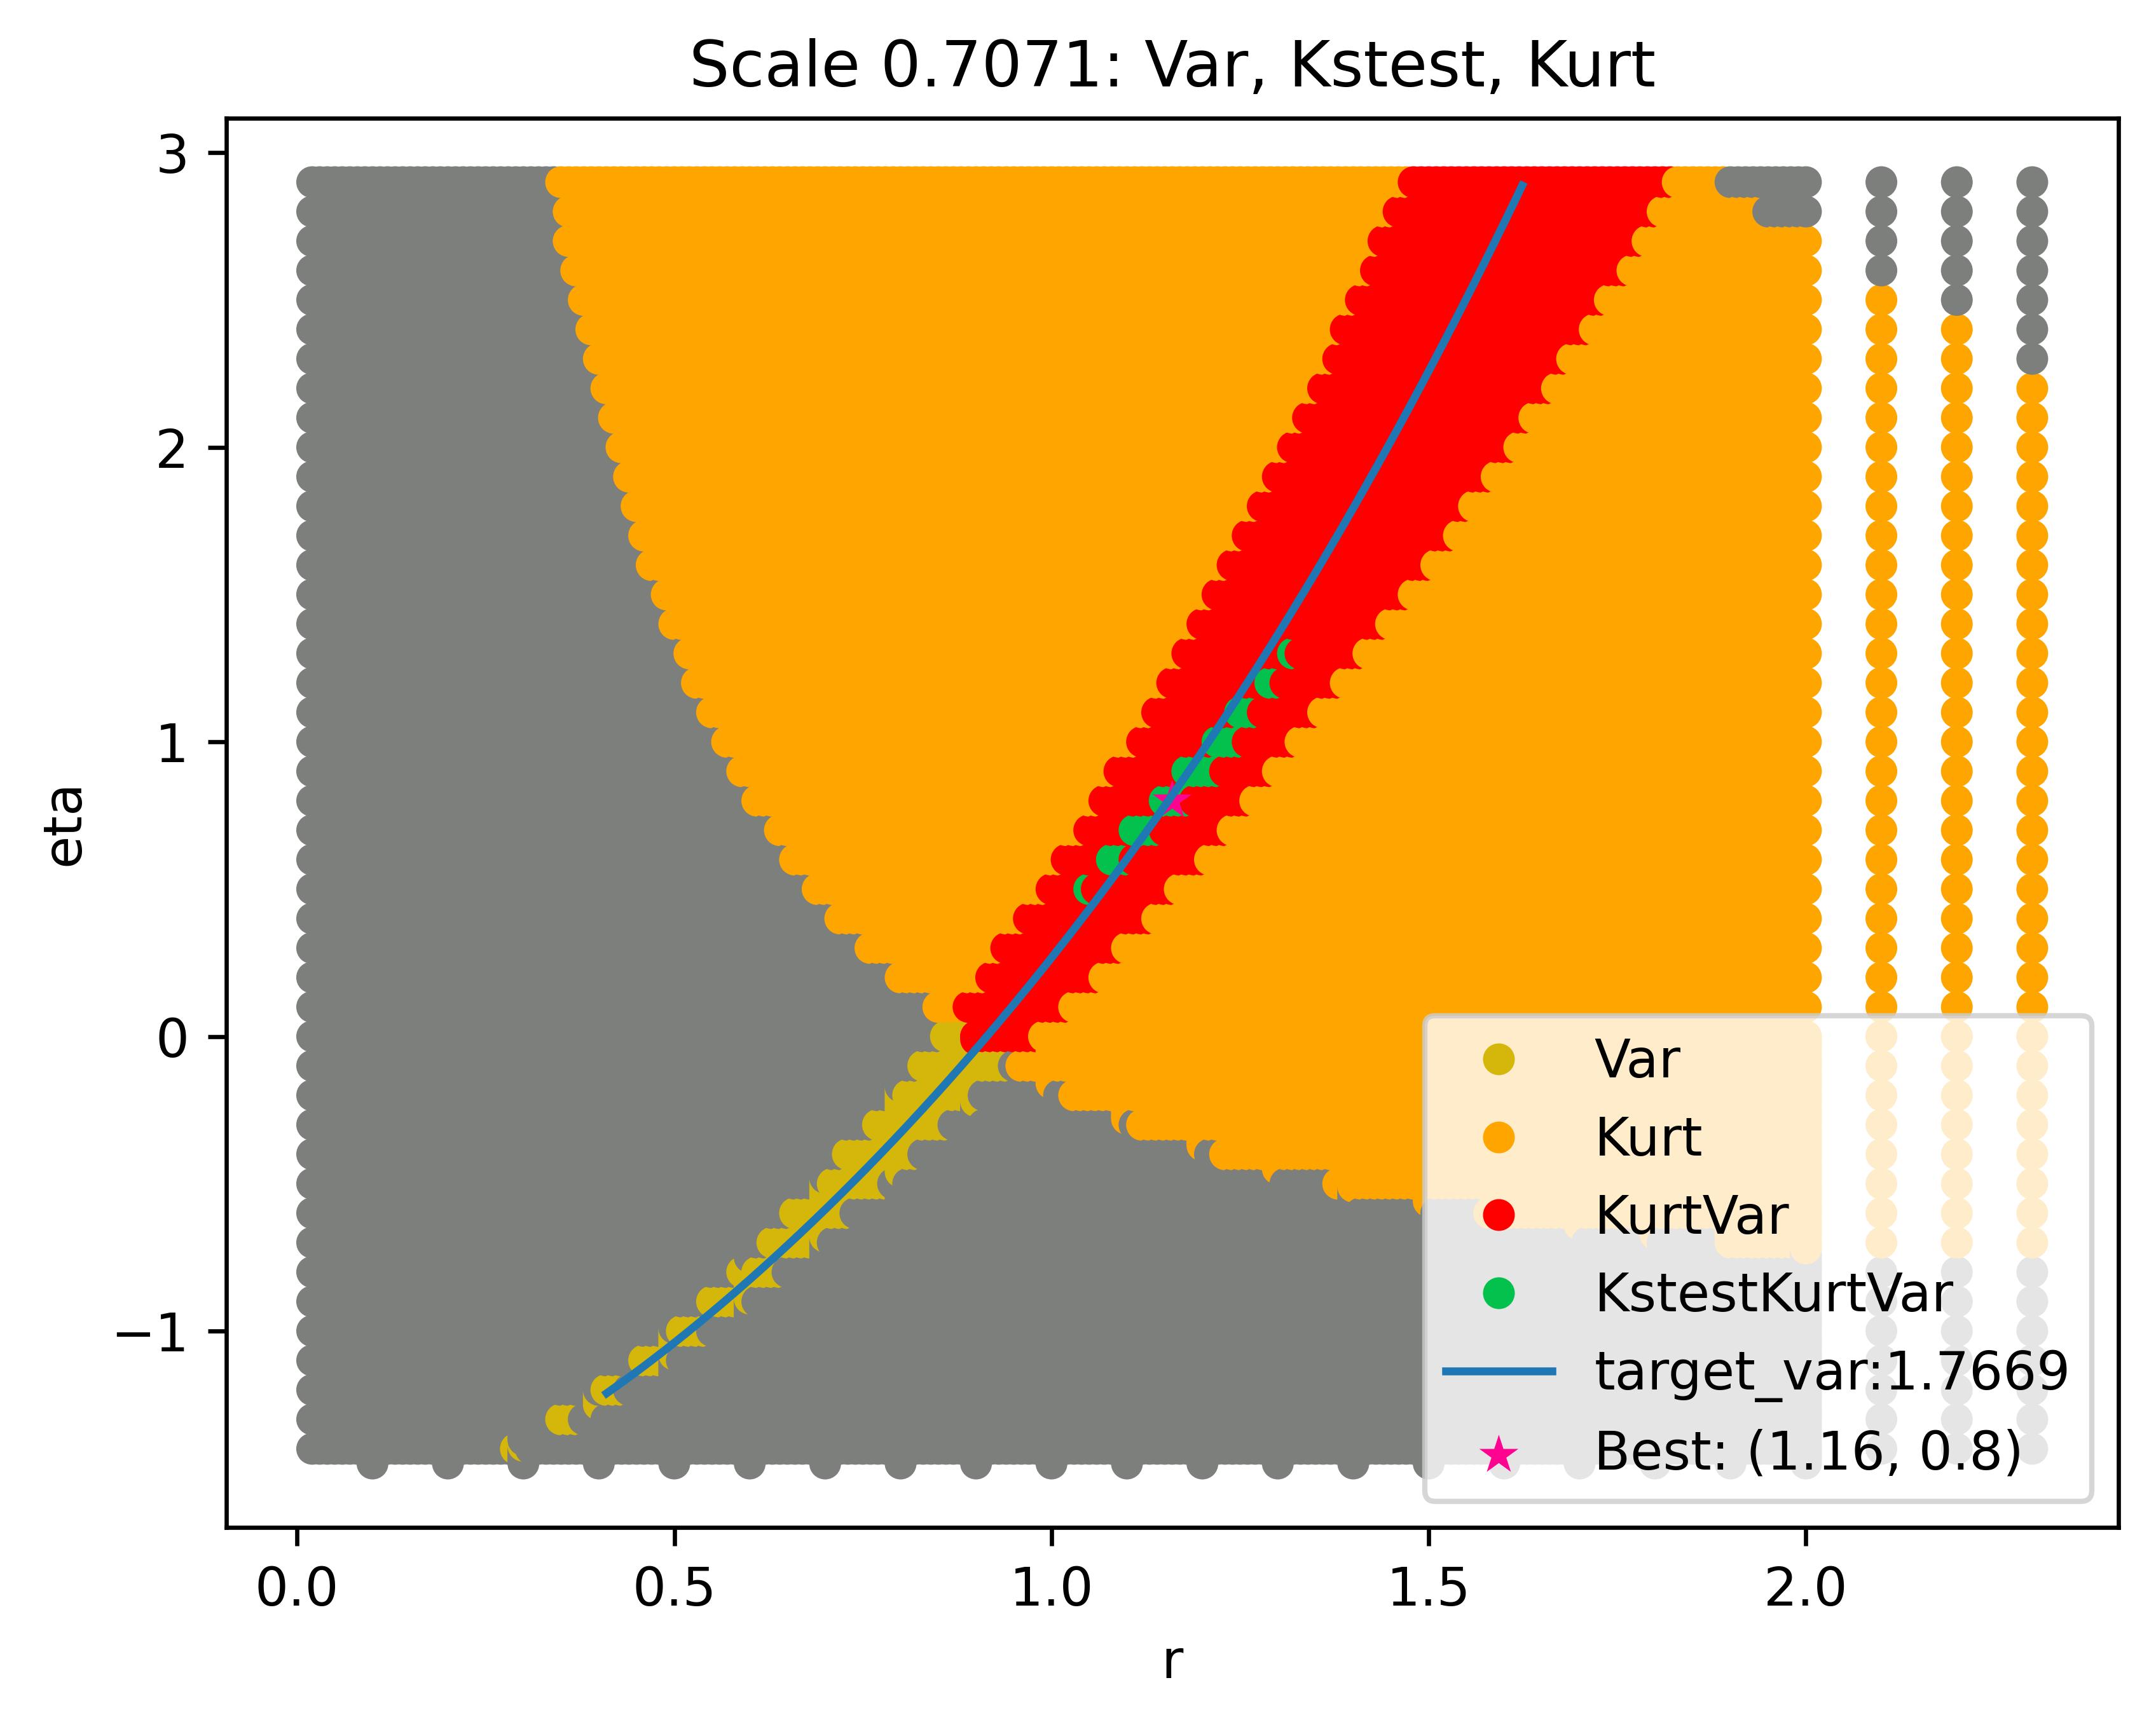 Scale 0.7071: Var, Kstest, Kurt
3
2
1
0
−1
eta
0.0 0.5 1.0 1.5 2.0
r
Var
Kurt
KurtVar
KstestKurtVar
target_var:1.7669
Best: (1.16, 0.8)